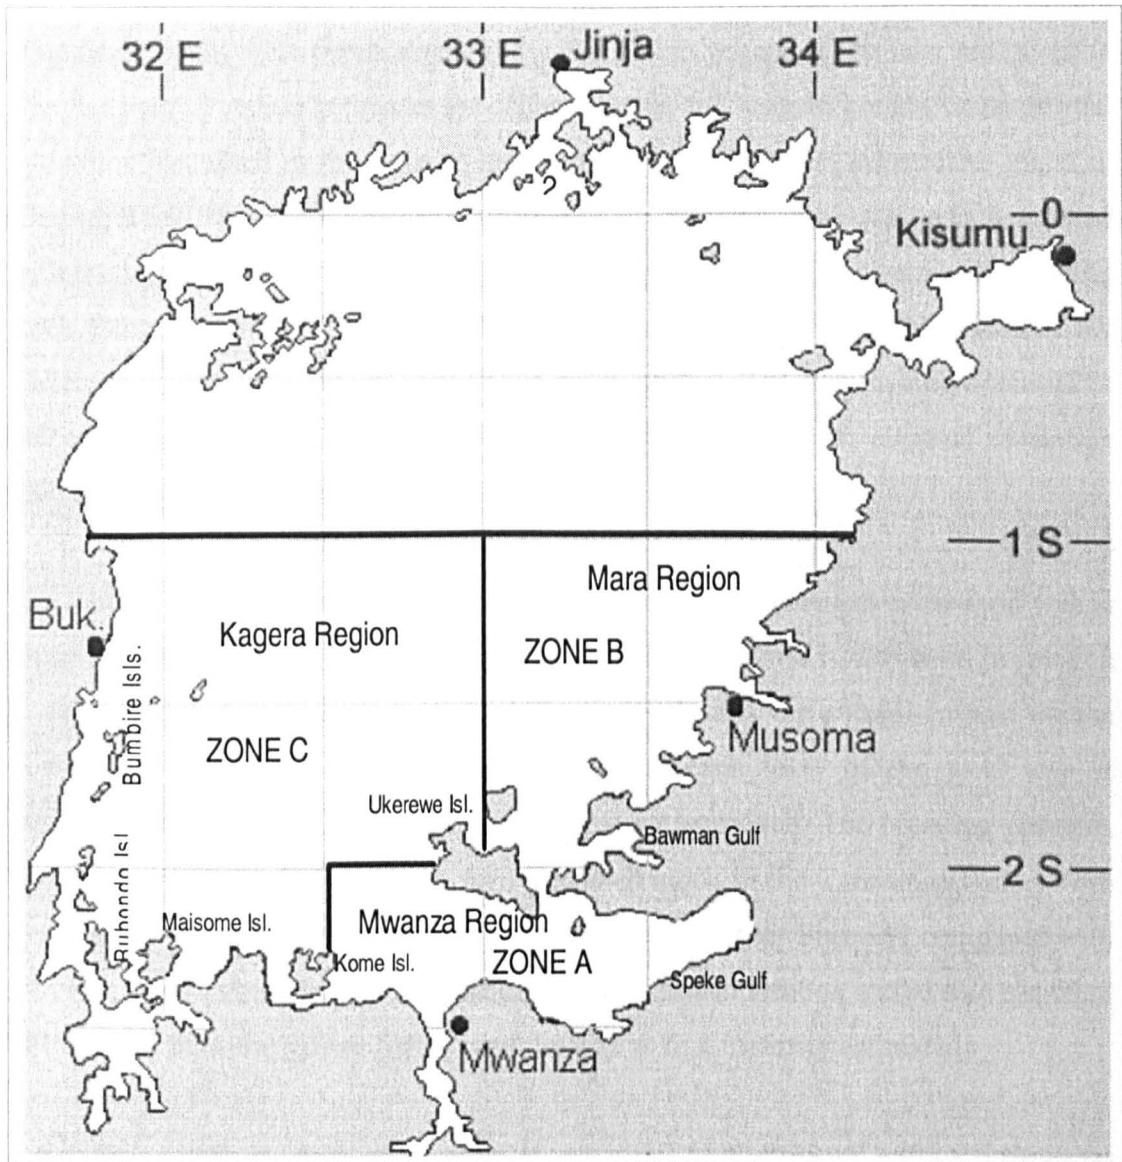 32 E
33 E
Jinja
34 E
0
Kisumu
1 S
Mara Region
Buk.
Kagera Region
ZONE B
Bumbire Isls.
Musoma
ZONE C
Ukerewe Isl.
Bawman Gulf
2 S
Ruhondo Isl
Maisome Isl.
Mwanza Region
Kome Isl.
ZONE A
Speke Gulf
Mwanza